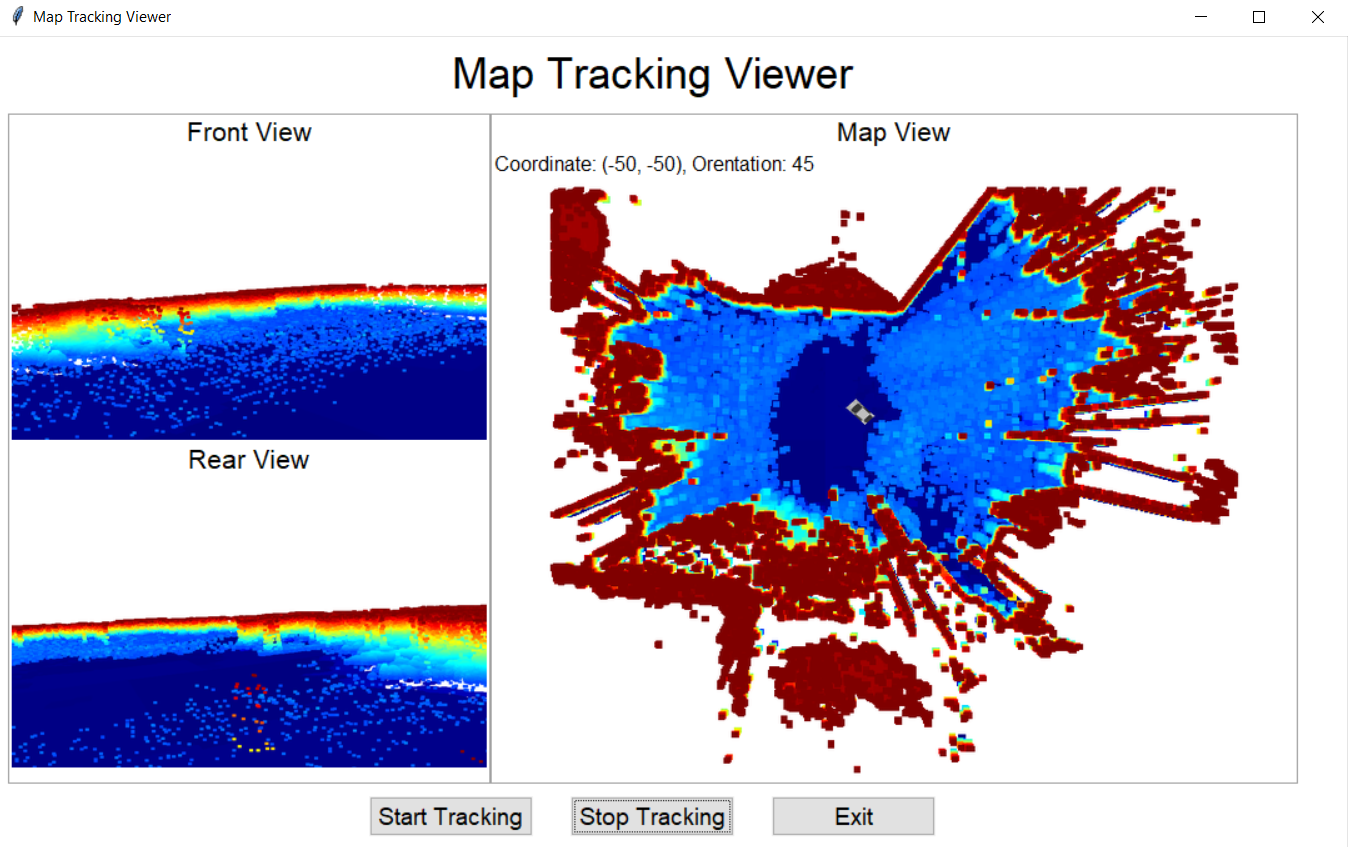 Map Tracking Viewer
Map Tracking Viewer
Front View
Map View
Coordinate: (-50, -50), Orentation: 45
Rear View
Start Tracking
Stop Tracking
Exit